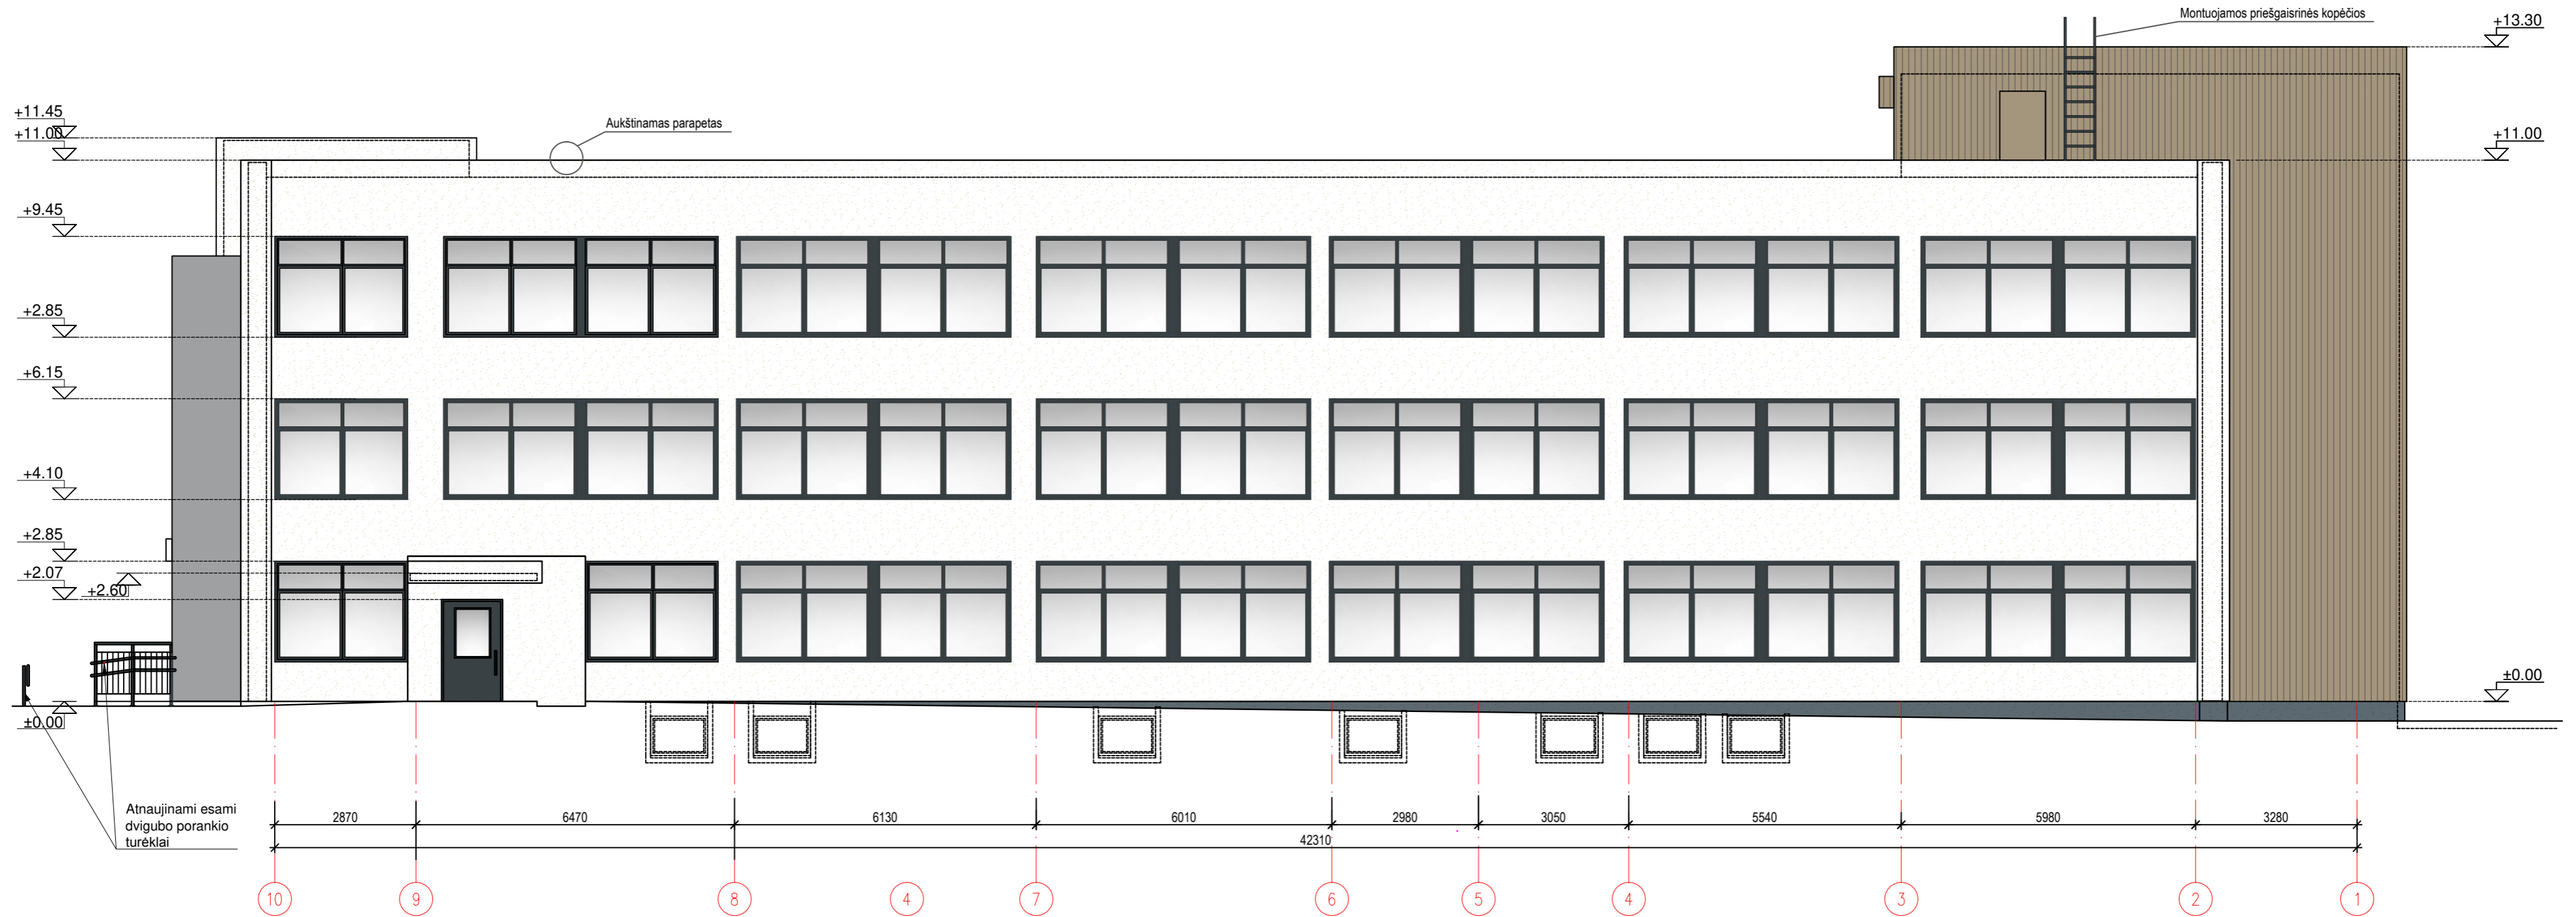 Montuojamos priešgaisrinės kopėčios
+13.30
+11.45
+11.00
Aukštinamas parapetas
+11.00
+9.45
+2.85
+6.15
+4.10
+2.85
+2.07
+2.60
±0.00
±0.00
Atnaujinami esami
dvigubo porankio
turėklai
2870 6470 6130 6010 2980 3050 5540 5980 3280
42310
10 9 8 4 7 6 5 4 3 2 1